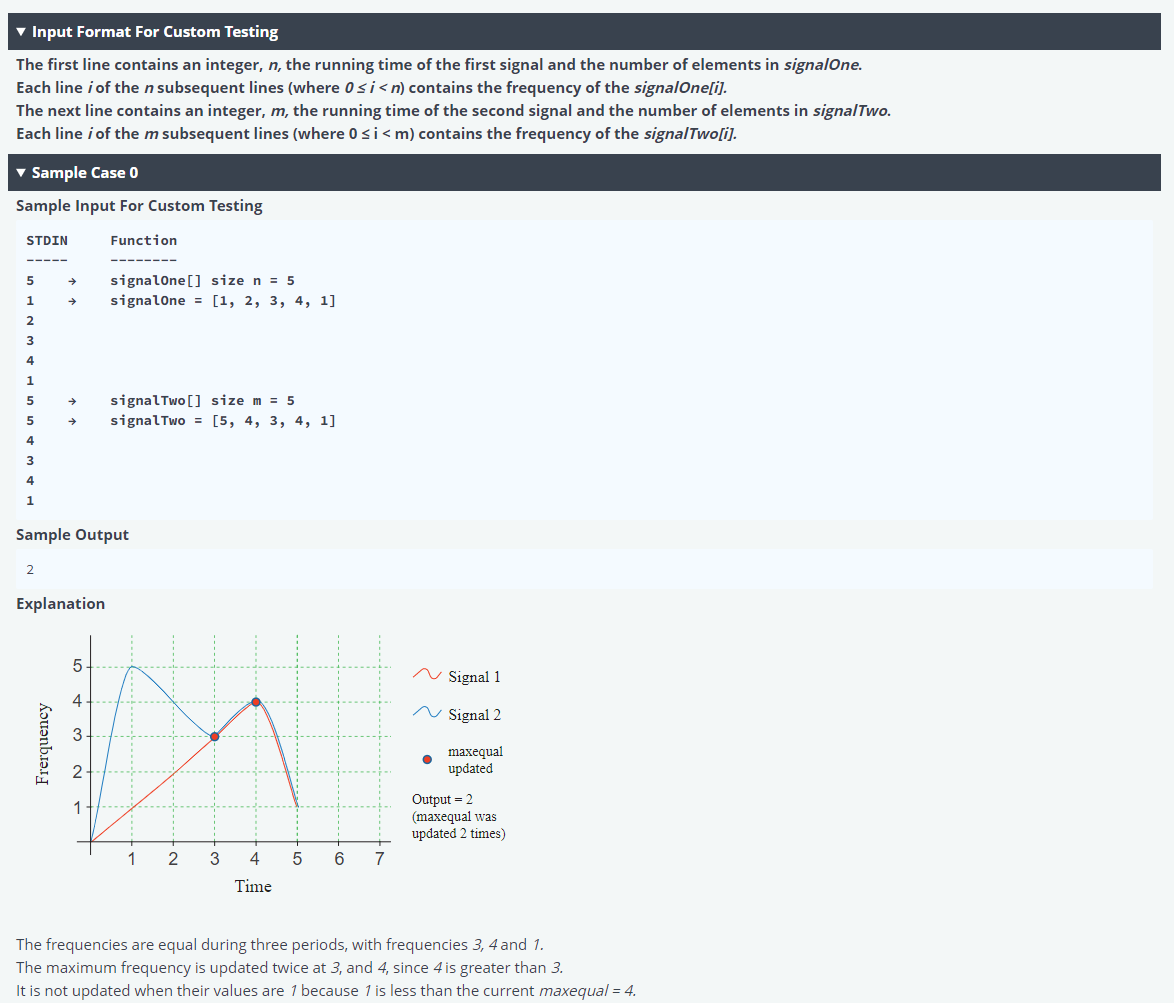 ▼ Input Format For Custom Testing
The first line contains an integer, n, the running time of the first signal and the number of elements in signalOne.
Each line i of the n subsequent lines (where 0 ≤ i < n) contains the frequency of the signalOne[i].
The next line contains an integer, m, the running time of the second signal and the number of elements in signalTwo.
Each line i of the m subsequent lines (where 0 ≤ i < m) contains the frequency of the signalTwo[i].
▼ Sample Case 0
Sample Input For Custom Testing
STDIN Function
----- --------
5 → signalOne[] size n = 5
1 → signalOne = [1, 2, 3, 4, 1]
2
3
4
1
5 → signalTwo[] size m = 5
5 → signalTwo = [5, 4, 3, 4, 1]
4
3
4
1
Sample Output
2
Explanation
5
4
3
2
1
Frerquency
1 2 3 4 5 6 7
Time
Signal 1
Signal 2
maxequal
updated
Output = 2
(maxequal was
updated 2 times)
The frequencies are equal during three periods, with frequencies 3, 4 and 1.
The maximum frequency is updated twice at 3, and 4, since 4 is greater than 3.
It is not updated when their values are 1 because 1 is less than the current maxequal = 4.